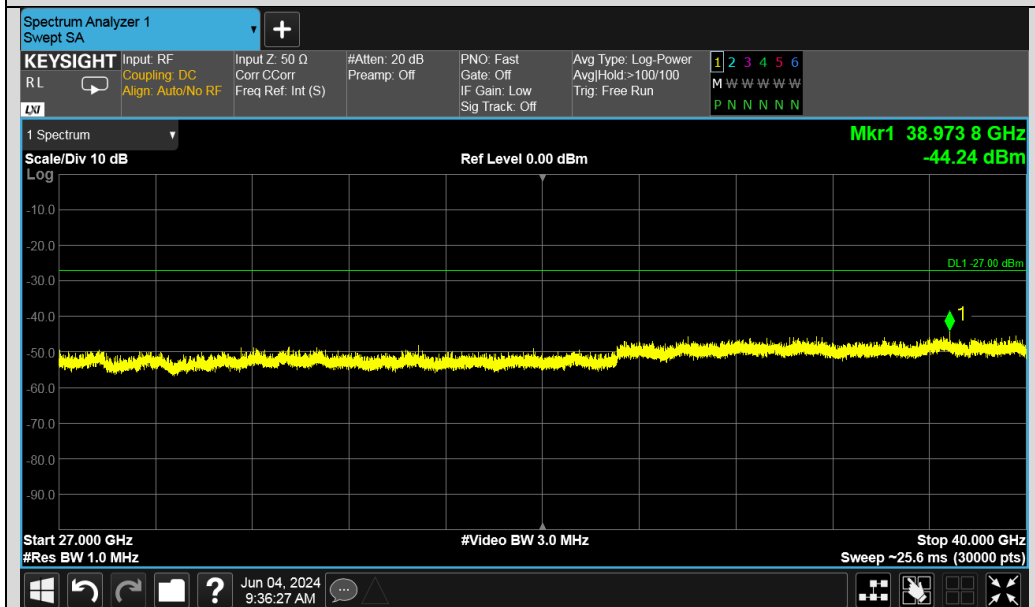 Spectrum Analyzer 1
Swept SA
+
KEYSIGHT
RL
LXI
Input: RF
Coupling: DC
Align: Auto/No RF
Input Z: 50 Ω
Corr CCorr
Freq Ref: Int (S)
#Atten: 20 dB
Preamp: Off
PNO: Fast
Gate: Off
IF Gain: Low
Sig Track: Off
Avg Type: Log-Power
Avg|Hold:>100/100
Trig: Free Run
1 2 3 4 5 6
M W W W W W
P N N N N N
1 Spectrum
Mkr1 38.973 8 GHz
-44.24 dBm
Scale/Div 10 dB
Ref Level 0.00 dBm
Log
-10.0
-20.0
DL1 -27.00 dBm
-30.0
-40.0
1
-50.0
-60.0
-70.0
-80.0
-90.0
Start 27.000 GHz
#Video BW 3.0 MHz
Stop 40.000 GHz
#Res BW 1.0 MHz
Sweep ~25.6 ms (30000 pts)
?
Jun 04, 2024
9:36:27 AM